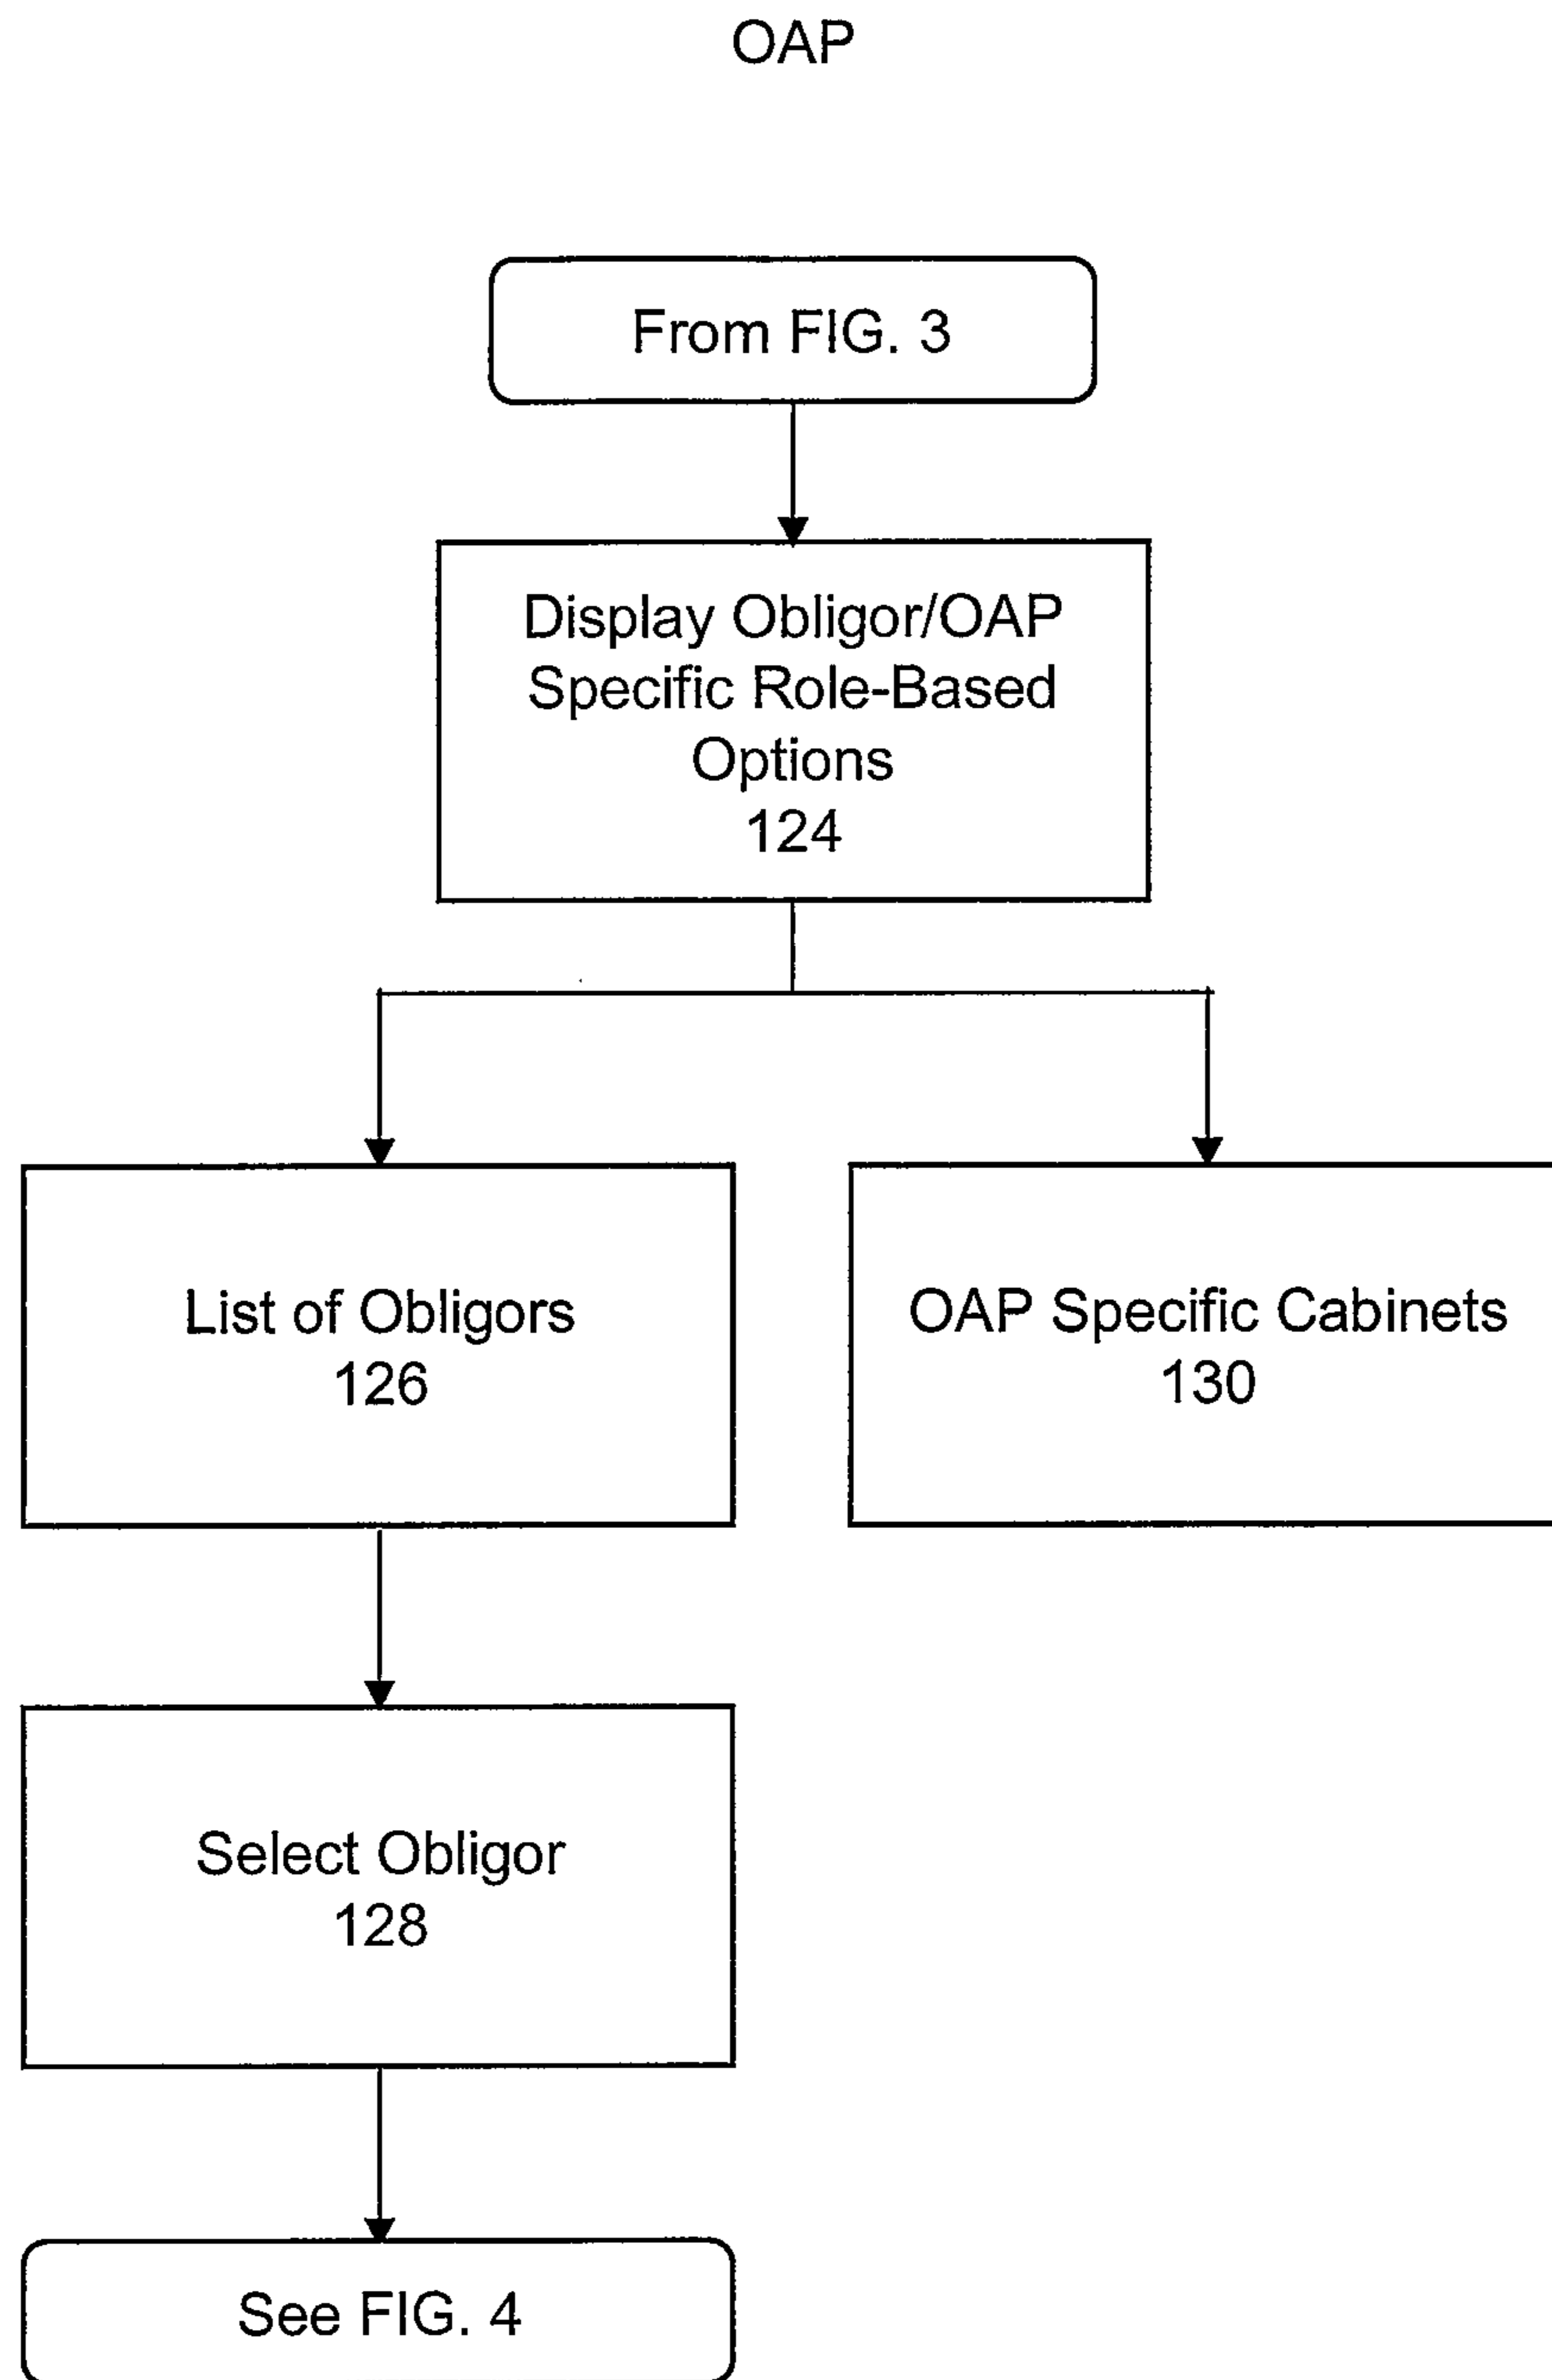 OAP
From FIG. 3
Display Obligor/OAP
Specific Role-Based
Options
124
List of Obligors
126
OAP Specific Cabinets
130
Select Obligor
128
See FIG. 4